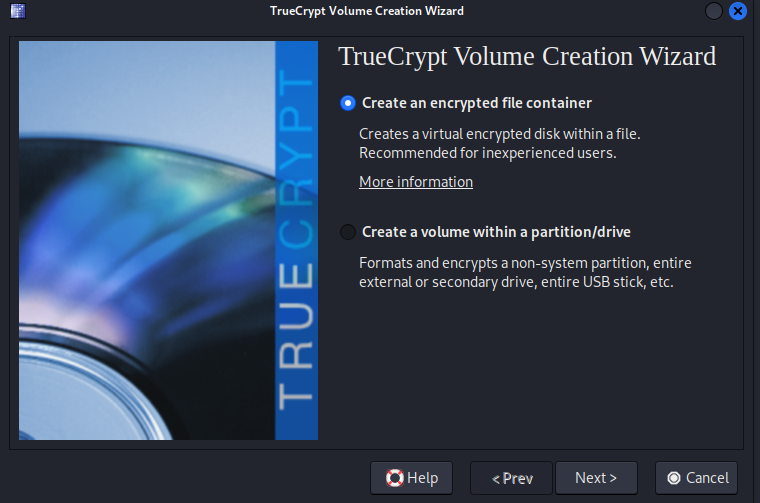 TrueCrypt Volume Creation Wizard
TRUECRYPT
TrueCrypt Volume Creation Wizard
Create an encrypted file container
Creates a virtual encrypted disk within a file.
Recommended for inexperienced users.
More information
Create a volume within a partition/drive
Formats and encrypts a non-system partition, entire
external or secondary drive, entire USB stick, etc.
Help
< Prev
Next >
Cancel